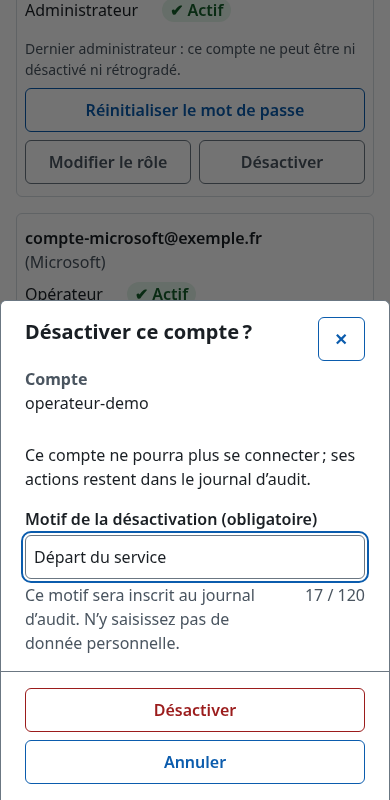 Administrateur ✔ Actif
Dernier administrateur : ce compte ne peut être ni
désactivé ni rétrogradé.
Réinitialiser le mot de passe
Modifier le rôle Désactiver
compte-microsoft@exemple.fr
(Microsoft)
Opérateur ✔ Actif
Désactiver ce compte ? ×
Compte
operateur-demo
Ce compte ne pourra plus se connecter ; ses
actions restent dans le journal d’audit.
Motif de la désactivation (obligatoire)
Départ du service
Ce motif sera inscrit au journal 17 / 120
d’audit. N’y saisissez pas de
donnée personnelle.
Désactiver
Annuler